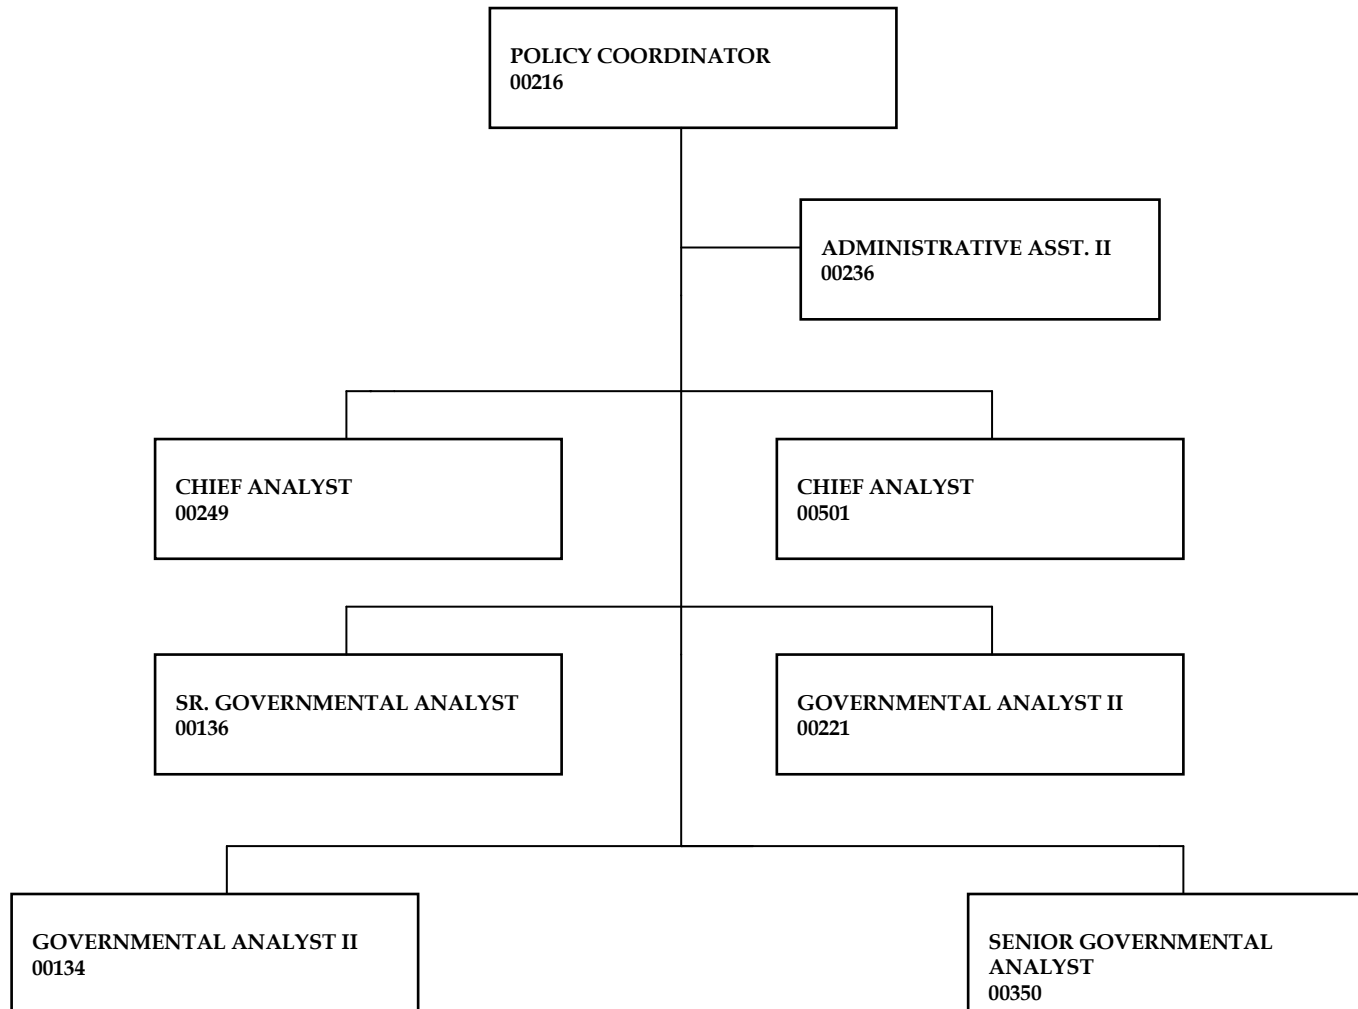 POLICY COORDINATOR
00216
ADMINISTRATIVE ASST. II
00236
CHIEF ANALYST
00249
CHIEF ANALYST
00501
SR. GOVERNMENTAL ANALYST
00136
GOVERNMENTAL ANALYST II
00221
GOVERNMENTAL ANALYST II
00134
SENIOR GOVERNMENTAL
ANALYST
00350